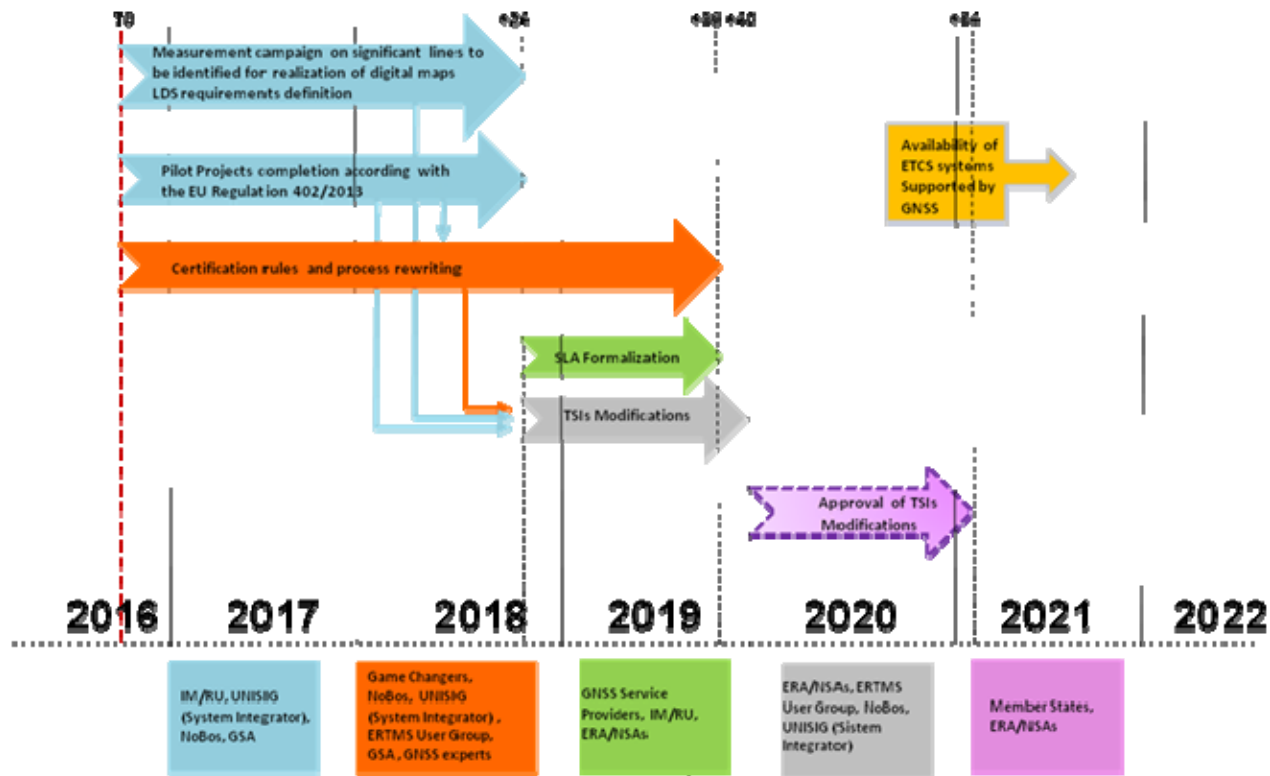 T0
+24
+40
Measurement campaign on significant lines to
be identified for realization of digital maps
LDS requirements definition
Pilot Projects completion according with
the EU Regulation 402/2013
Availability of
ETCS systems
Supported by
GNSS
Certification rules and process rewriting
SLA Formalization
TSIs Modifications
Approval of TSIs
Modifications
2016
2017
2018
2019
2020
2021
2022
IM/RU, UNISIG
(System Integrator),
NoBos, GSA
Game Changers,
NoBos, UNISIG
(System Integrator) ,
ERTMS User Group,
GSA , GNSS experts
GNSS Service
Providers, IM/RU,
ERA/NSAs
ERA/NSAs, ERTMS
User Group, NoBos,
UNISIG (Sistem
Integrator)
Member States,
ERA/NSAs